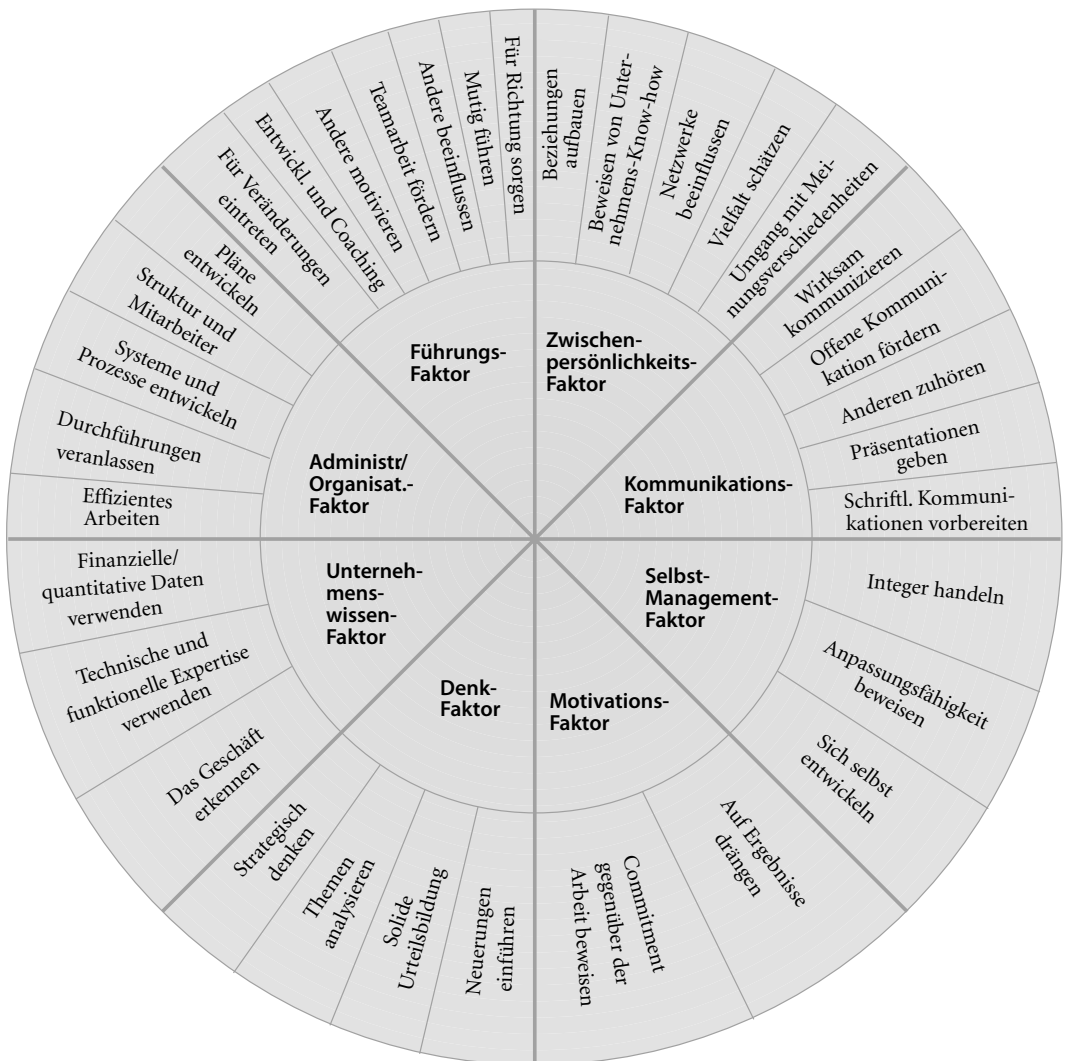 Für Richtung sorgen
Mutig führen
Andere beeinflussen
Teamarbeit fördern
Andere motivieren
Entwickl. und Coaching
Für Veränderungen
eintreten
Führungs-
Faktor
Beziehungen
aufbauen
Beweisen von Unter-
nehmens-Know-how
Netzwerke
beeinflussen
Vielfalt schätzen
Umgang mit Mei-
nungsverschiedenheiten
Zwischen-
persönlichkeits-
Faktor
Wirksam
kommunizieren
Offene Kommuni-
kation fördern
Anderen zuhören
Präsentationen
geben
Schriftl. Kommuni-
kationen vorbereiten
Kommunikations-
Faktor
Integer handeln
Anpassungsfähigkeit
beweisen
Sich selbst
entwickeln
Selbst-
Management-
Faktor
Auf Ergebnisse
drängen
Commitment
gegenüber der
Arbeit beweisen
Motivations-
Faktor
Neuerungen
einführen
Solide
Urteilsbildung
Themen
analysieren
Strategisch
denken
Denk-
Faktor
Das Geschäft
erkennen
Technische und
funktionelle Expertise
verwenden
Finanzielle/
quantitative Daten
verwenden
Unterneh-
mens-
wissen-
Faktor
Effizientes
Arbeiten
Durchführungen
veranlassen
Systeme und
Prozesse entwickeln
Struktur und
Mitarbeiter
Pläne
entwickeln
Administr/
Organisat.-
Faktor